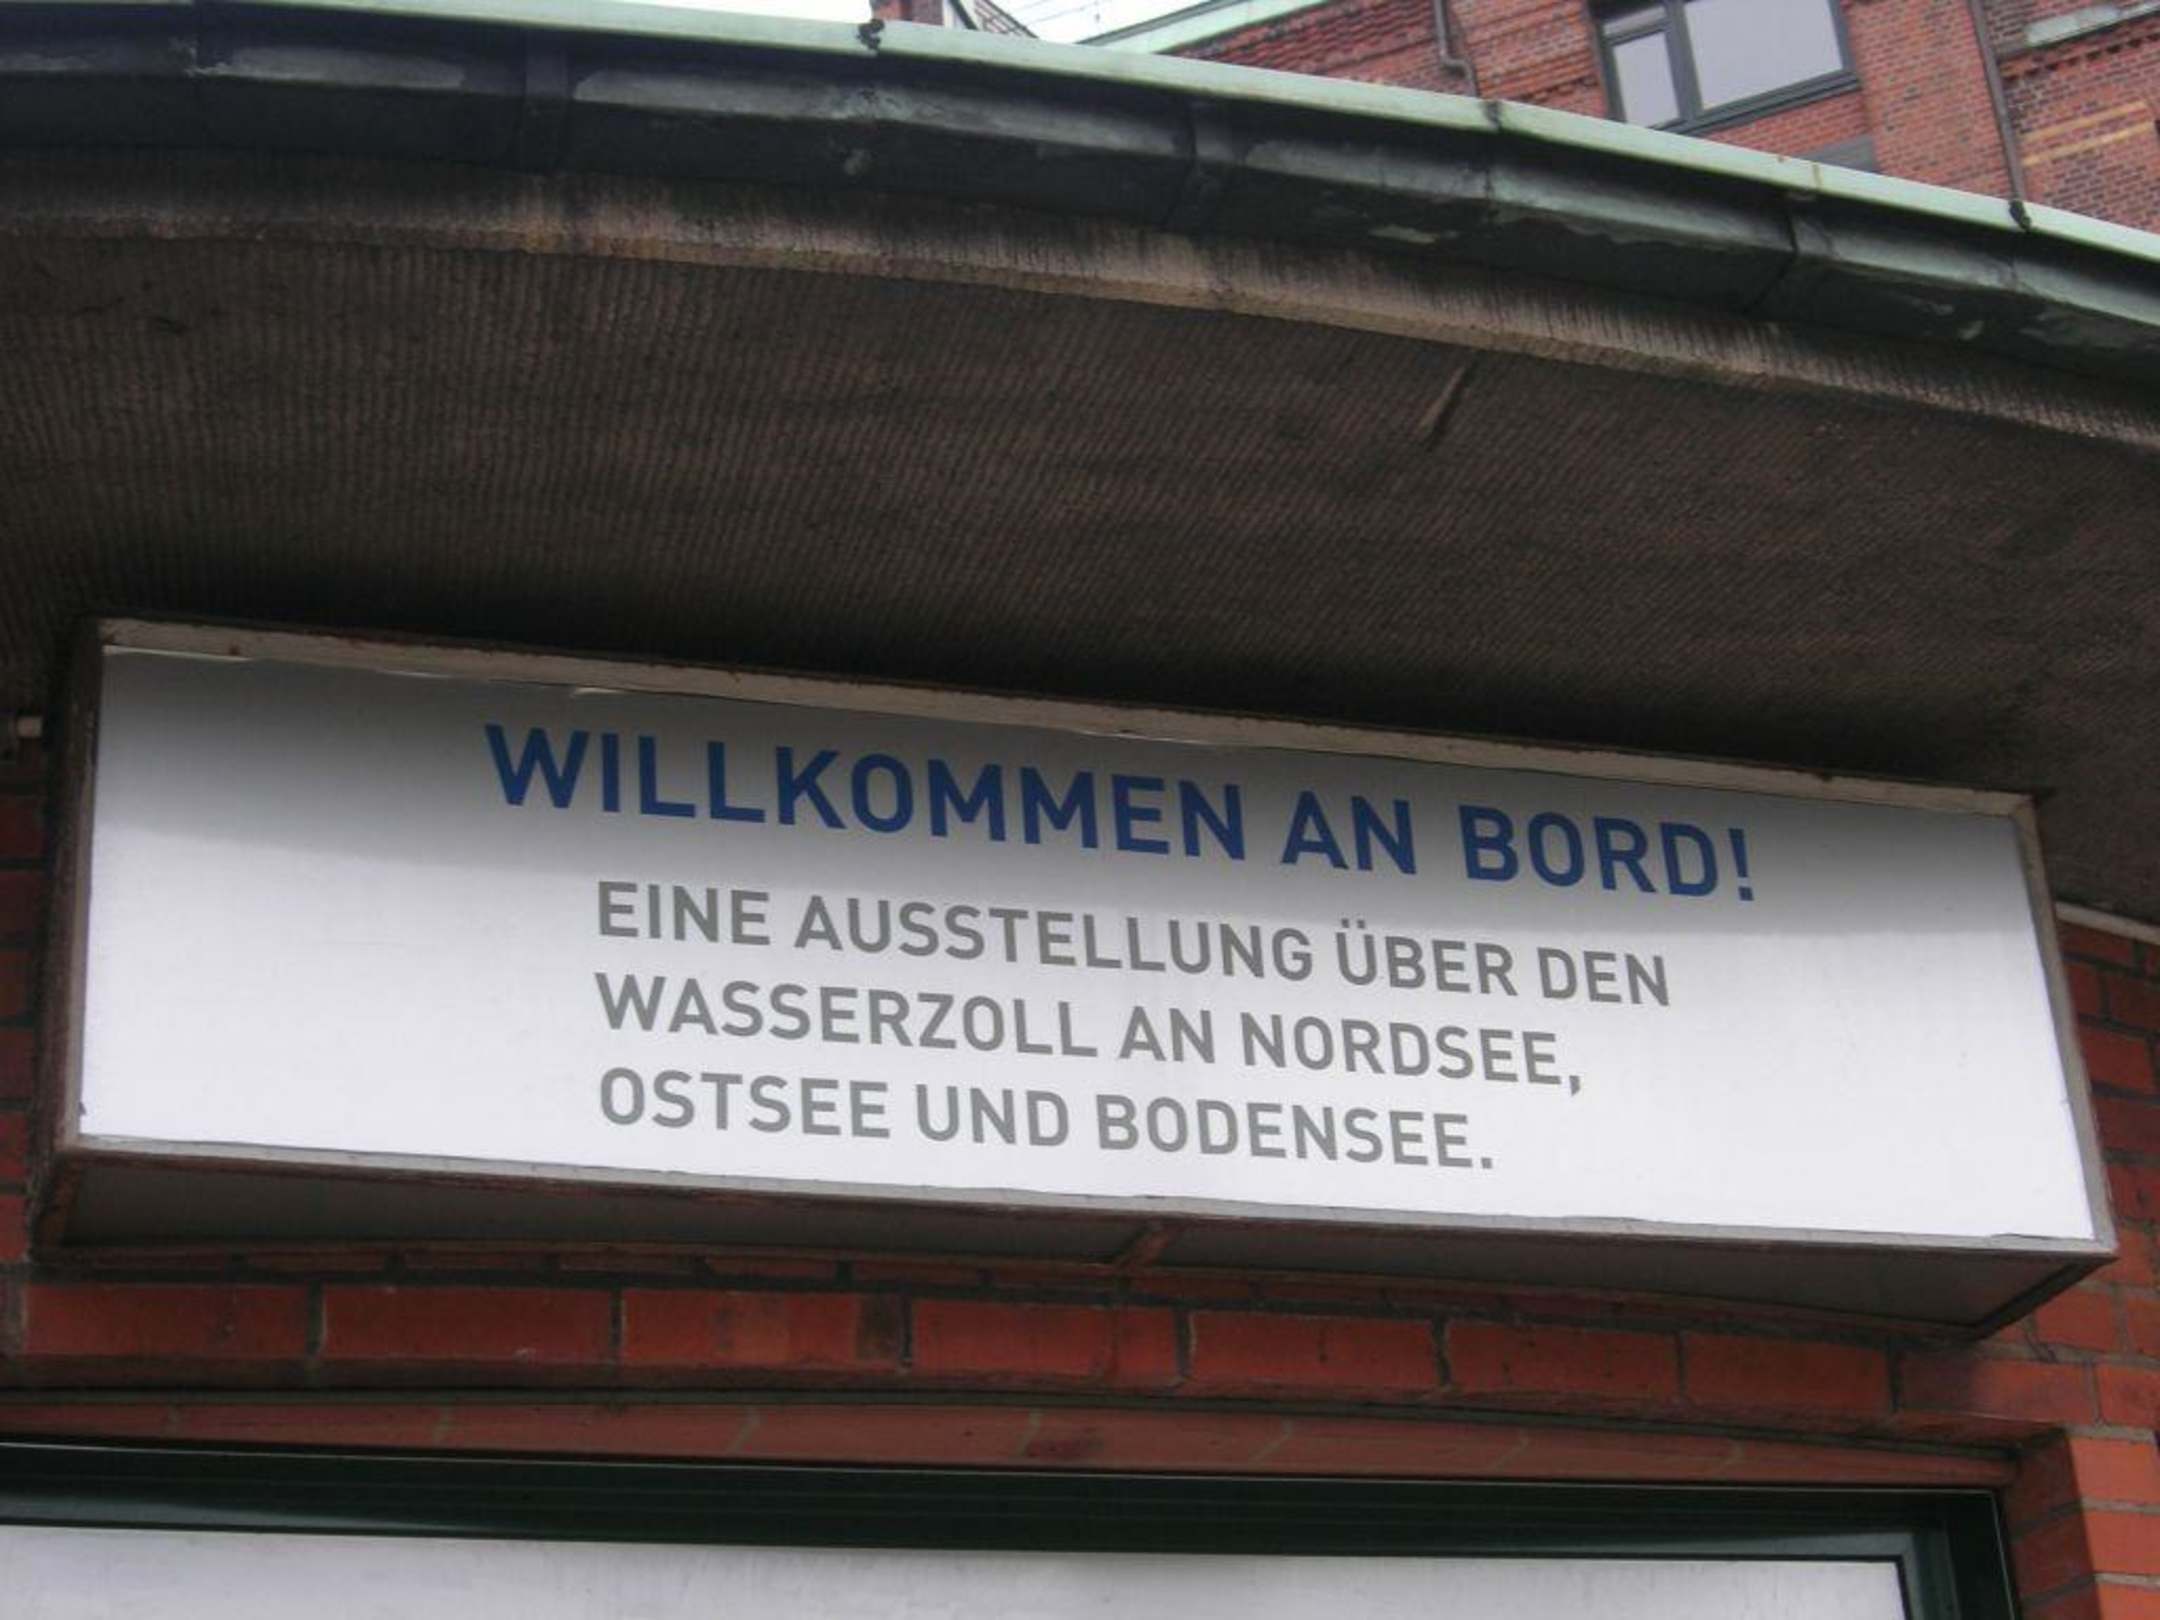 WILLKOMMEN AN BORD!
EINE AUSSTELLUNG ÜBER DEN
WASSERZOLL AN NORDSEE,
OSTSEE UND BODENSEE.